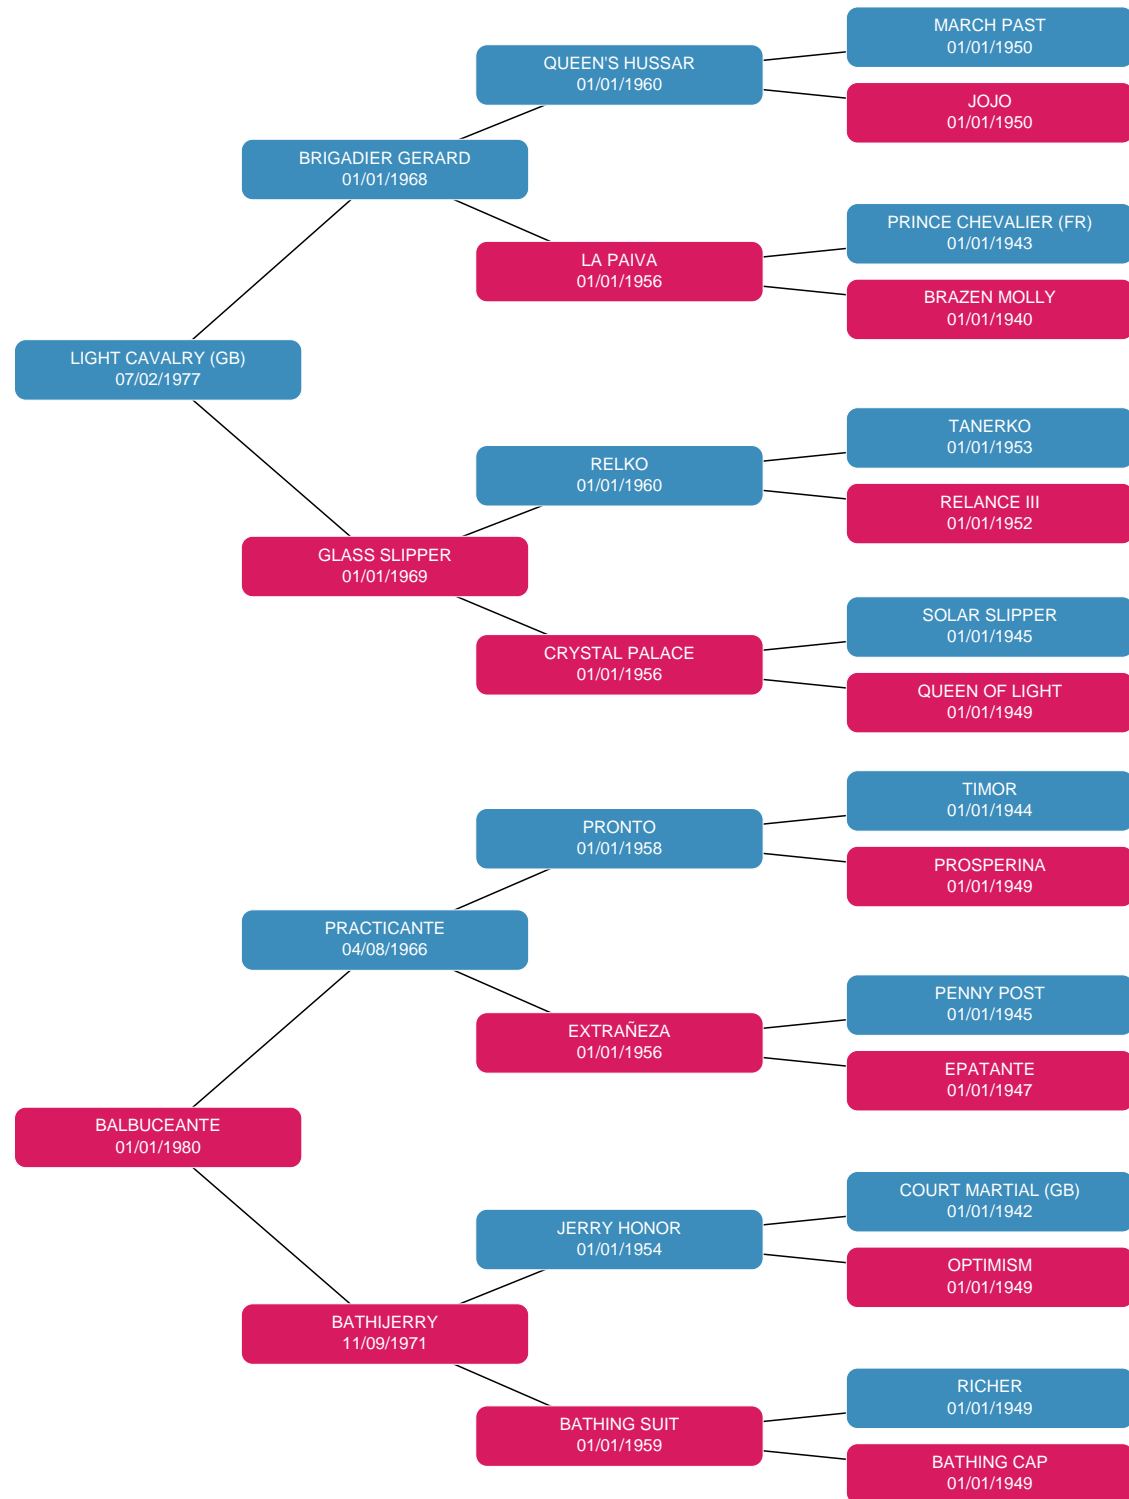 MARCH PAST
01/01/1950
QUEEN'S HUSSAR
01/01/1960
JOJO
01/01/1950
BRIGADIER GERARD
01/01/1968
PRINCE CHEVALIER (FR)
01/01/1943
LA PAIVA
01/01/1956
BRAZEN MOLLY
01/01/1940
LIGHT CAVALRY (GB)
07/02/1977
TANERKO
01/01/1953
RELKO
01/01/1960
RELANCE III
01/01/1952
GLASS SLIPPER
01/01/1969
SOLAR SLIPPER
01/01/1945
CRYSTAL PALACE
01/01/1956
QUEEN OF LIGHT
01/01/1949
TIMOR
01/01/1944
PRONTO
01/01/1958
PROSPERINA
01/01/1949
PRACTICANTE
04/08/1966
PENNY POST
01/01/1945
EXTRAÑEZA
01/01/1956
EPATANTE
01/01/1947
BALBUCEANTE
01/01/1980
COURT MARTIAL (GB)
01/01/1942
JERRY HONOR
01/01/1954
OPTIMISM
01/01/1949
BATHIJERRY
11/09/1971
RICHER
01/01/1949
BATHING SUIT
01/01/1959
BATHING CAP
01/01/1949